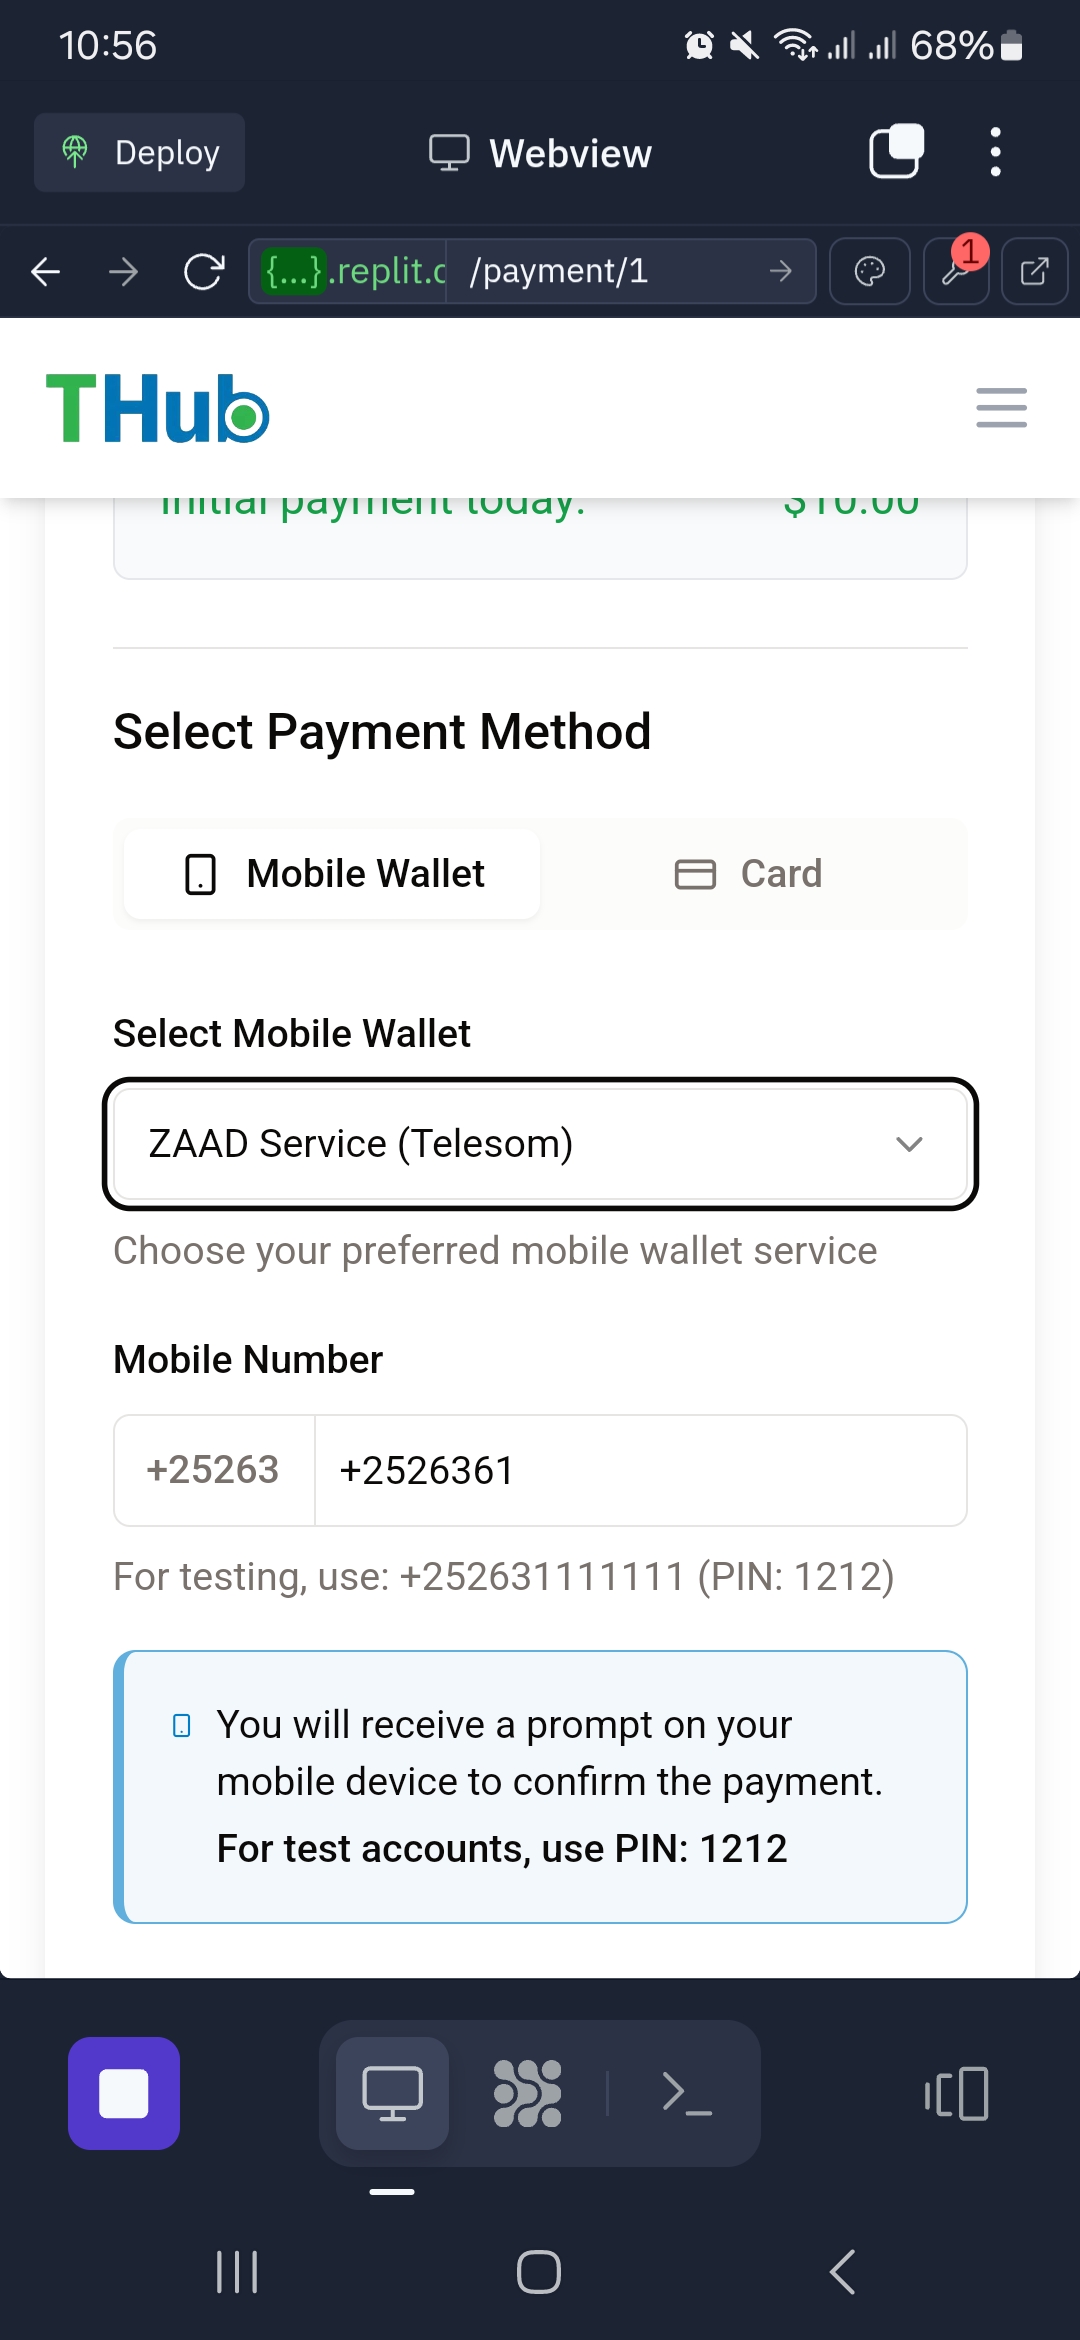 10:56
68%
Deploy
Webview
{...}.replit.c
/payment/1
1
THub
Initial payment today:
$10.00
Select Payment Method
Mobile Wallet
Card
Select Mobile Wallet
ZAAD Service (Telesom)
Choose your preferred mobile wallet service
Mobile Number
+25263
+2526361
For testing, use: +252631111111 (PIN: 1212)
You will receive a prompt on your
mobile device to confirm the payment.
For test accounts, use PIN: 1212